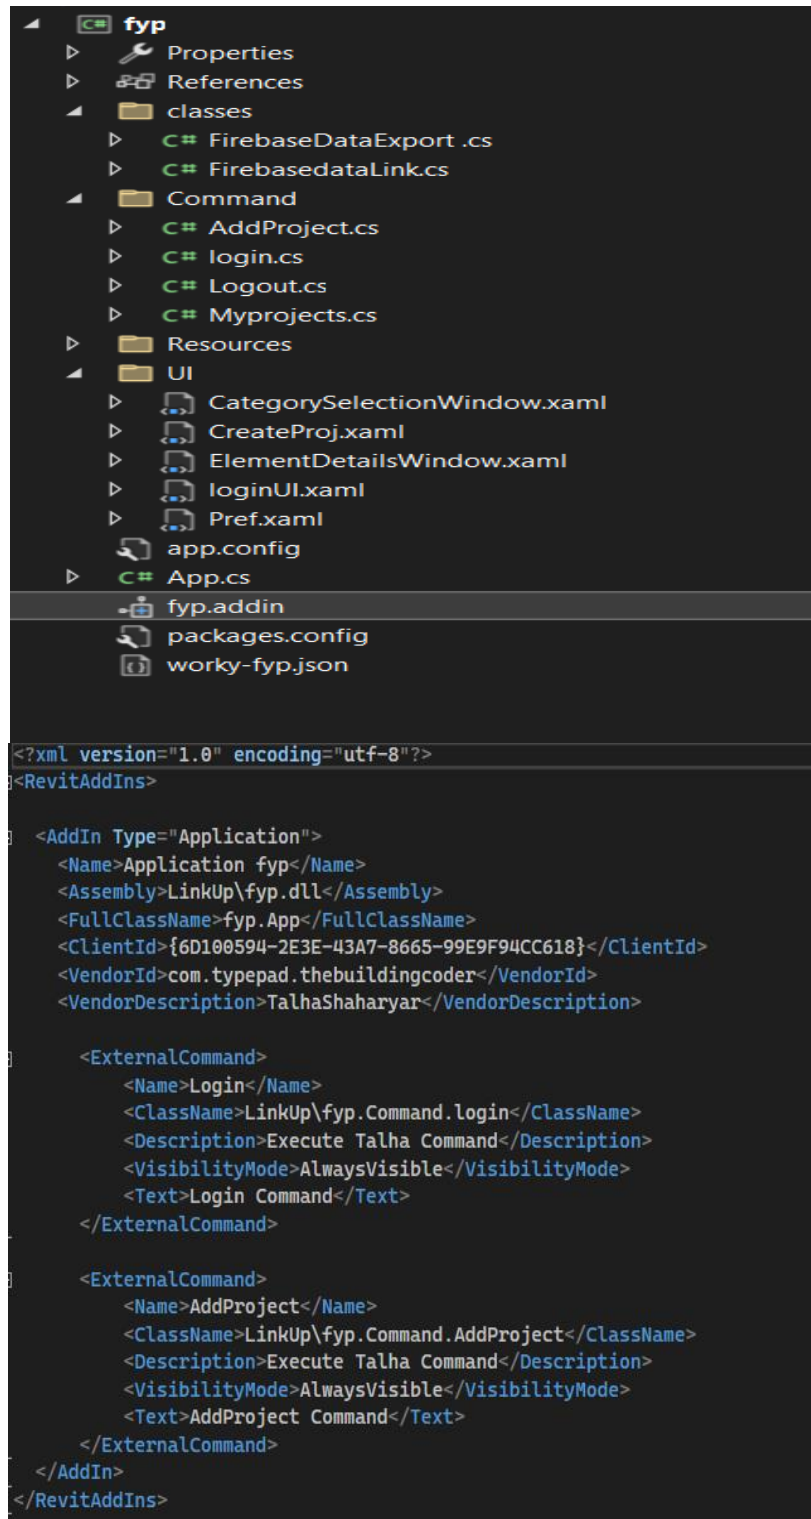 fyp
Properties
References
classes
C# FirebaseDataExport .cs
C# FirebasedataLink.cs
Command
C# AddProject.cs
C# login.cs
C# Logout.cs
C# Myprojects.cs
Resources
UI
CategorySelectionWindow.xaml
CreateProj.xaml
ElementDetailsWindow.xaml
loginUI.xaml
Pref.xaml
app.config
C# App.cs
fyp.addin
packages.config
worky-fyp.json
<?xml version="1.0" encoding="utf-8"?>
<RevitAddIns>
<AddIn Type="Application">
<Name>Application fyp</Name>
<Assembly>LinkUp\fyp.dll</Assembly>
<FullClassName>fyp.App</FullClassName>
<ClientId>{6D100594-2E3E-43A7-8665-99E9F94CC618}</ClientId>
<VendorId>com.typepad.thebuildingcoder</VendorId>
<VendorDescription>TalhaShaharyar</VendorDescription>
<ExternalCommand>
<Name>Login</Name>
<ClassName>LinkUp\fyp.Command.login</ClassName>
<Description>Execute Talha Command</Description>
<VisibilityMode>AlwaysVisible</VisibilityMode>
<Text>Login Command</Text>
</ExternalCommand>
<ExternalCommand>
<Name>AddProject</Name>
<ClassName>LinkUp\fyp.Command.AddProject</ClassName>
<Description>Execute Talha Command</Description>
<VisibilityMode>AlwaysVisible</VisibilityMode>
<Text>AddProject Command</Text>
</ExternalCommand>
</AddIn>
</RevitAddIns>